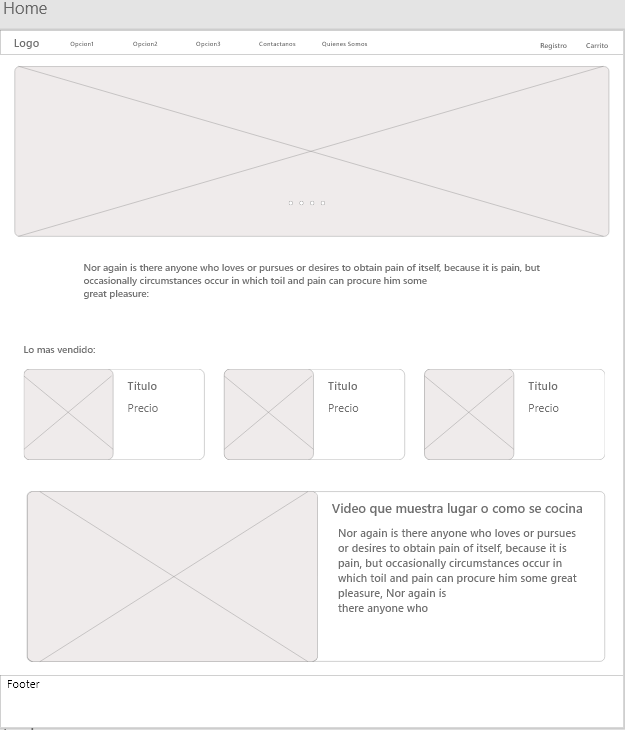 Home
Logo
Opcion1
Opcion2
Opcion3
Contactanos
Quienes Somos
Registro
Carrito
Nor again is there anyone who loves or pursues or desires to obtain pain of itself, because it is pain, but
occasionally circumstances occur in which toil and pain can procure him some
great pleasure:
Lo mas vendido:
Titulo
Precio
Titulo
Precio
Titulo
Precio
Video que muestra lugar o como se cocina
Nor again is there anyone who loves or pursues
or desires to obtain pain of itself, because it is
pain, but occasionally circumstances occur in
which toil and pain can procure him some great
pleasure, Nor again is
there anyone who
Footer